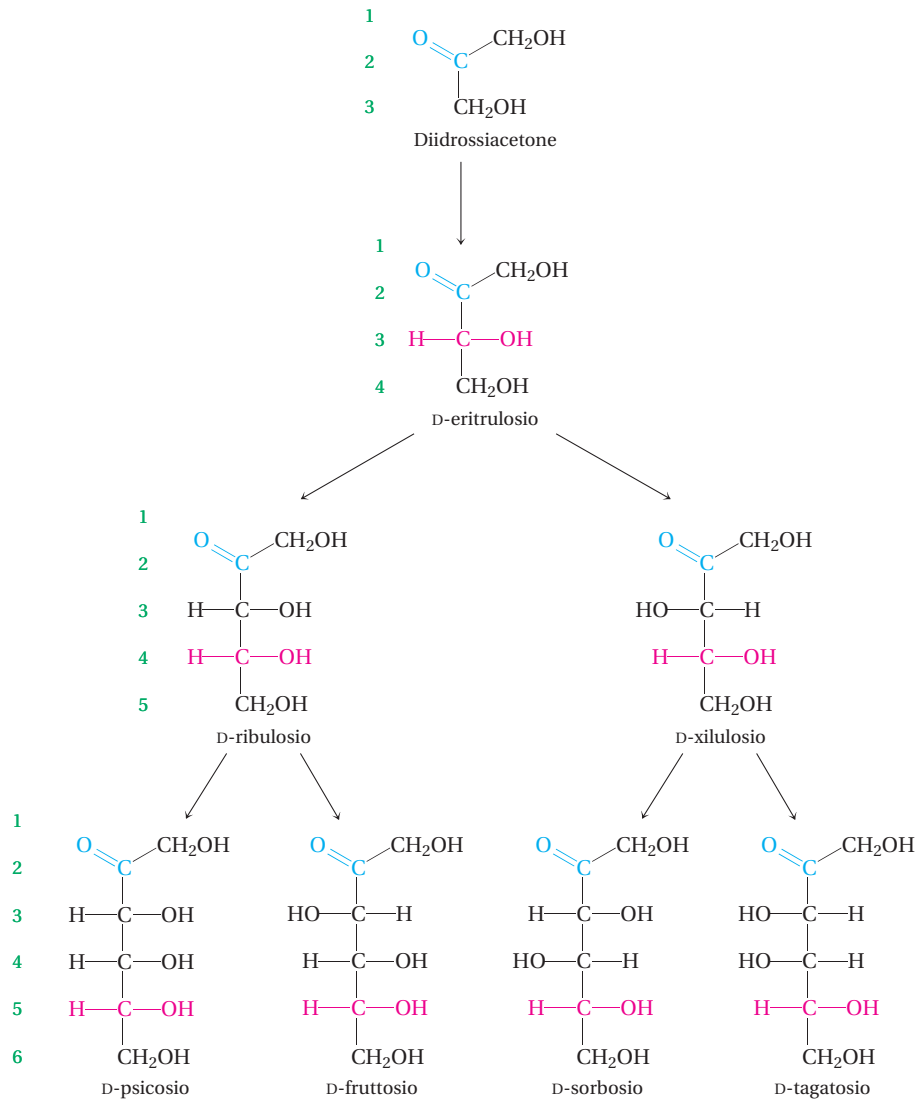 1
O CH₂OH
2 C
3 CH₂OH
Diidrossiacetone
1
O CH₂OH
2 C
3 H C OH
4 CH₂OH
D-eritrulosio
1
O CH₂OH O CH₂OH
2 C C
3 H C OH HO C H
4 H C OH H C OH
5 CH₂OH CH₂OH
D-ribulosio D-xilulosio
1
O CH₂OH O CH₂OH O CH₂OH O CH₂OH
2 C C C C
3 H C OH HO C H H C OH HO C H
4 H C OH H C OH HO C H HO C H
5 H C OH H C OH H C OH H C OH
6 CH₂OH CH₂OH CH₂OH CH₂OH
D-psicosio D-fruttosio D-sorbosio D-tagatosio